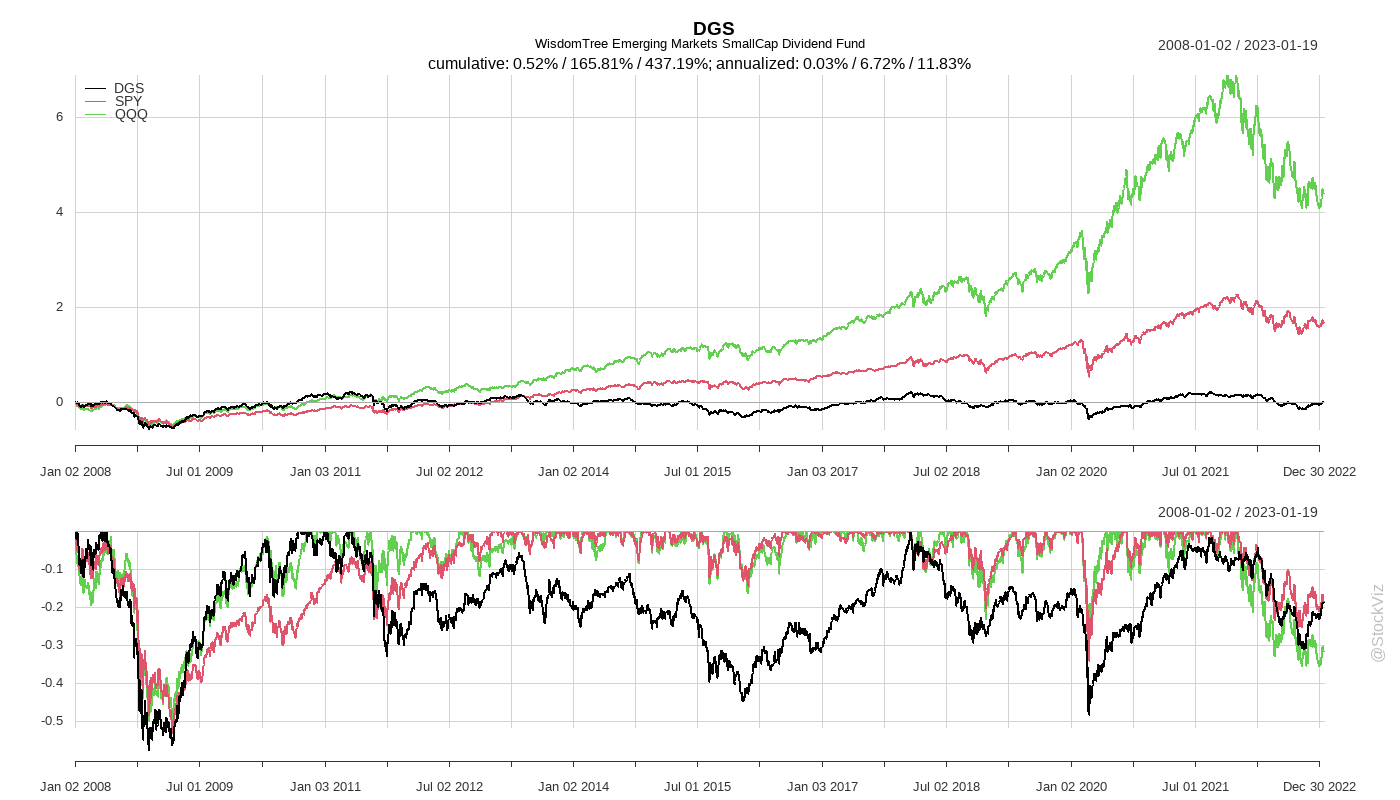 DGS
WisdomTree Emerging Markets SmallCap Dividend Fund
2008-01-02 / 2023-01-19
cumulative: 0.52% / 165.81% / 437.19%; annualized: 0.03% / 6.72% / 11.83%
DGS
SPY
QQQ
6
4
2
0
Jan 02 2008 Jul 01 2009 Jan 03 2011 Jul 02 2012 Jan 02 2014 Jul 01 2015 Jan 03 2017 Jul 02 2018 Jan 02 2020 Jul 01 2021 Dec 30 2022
2008-01-02 / 2023-01-19
-0.1
-0.2
-0.3
-0.4
-0.5
Jan 02 2008 Jul 01 2009 Jan 03 2011 Jul 02 2012 Jan 02 2014 Jul 01 2015 Jan 03 2017 Jul 02 2018 Jan 02 2020 Jul 01 2021 Dec 30 2022
@StockViz